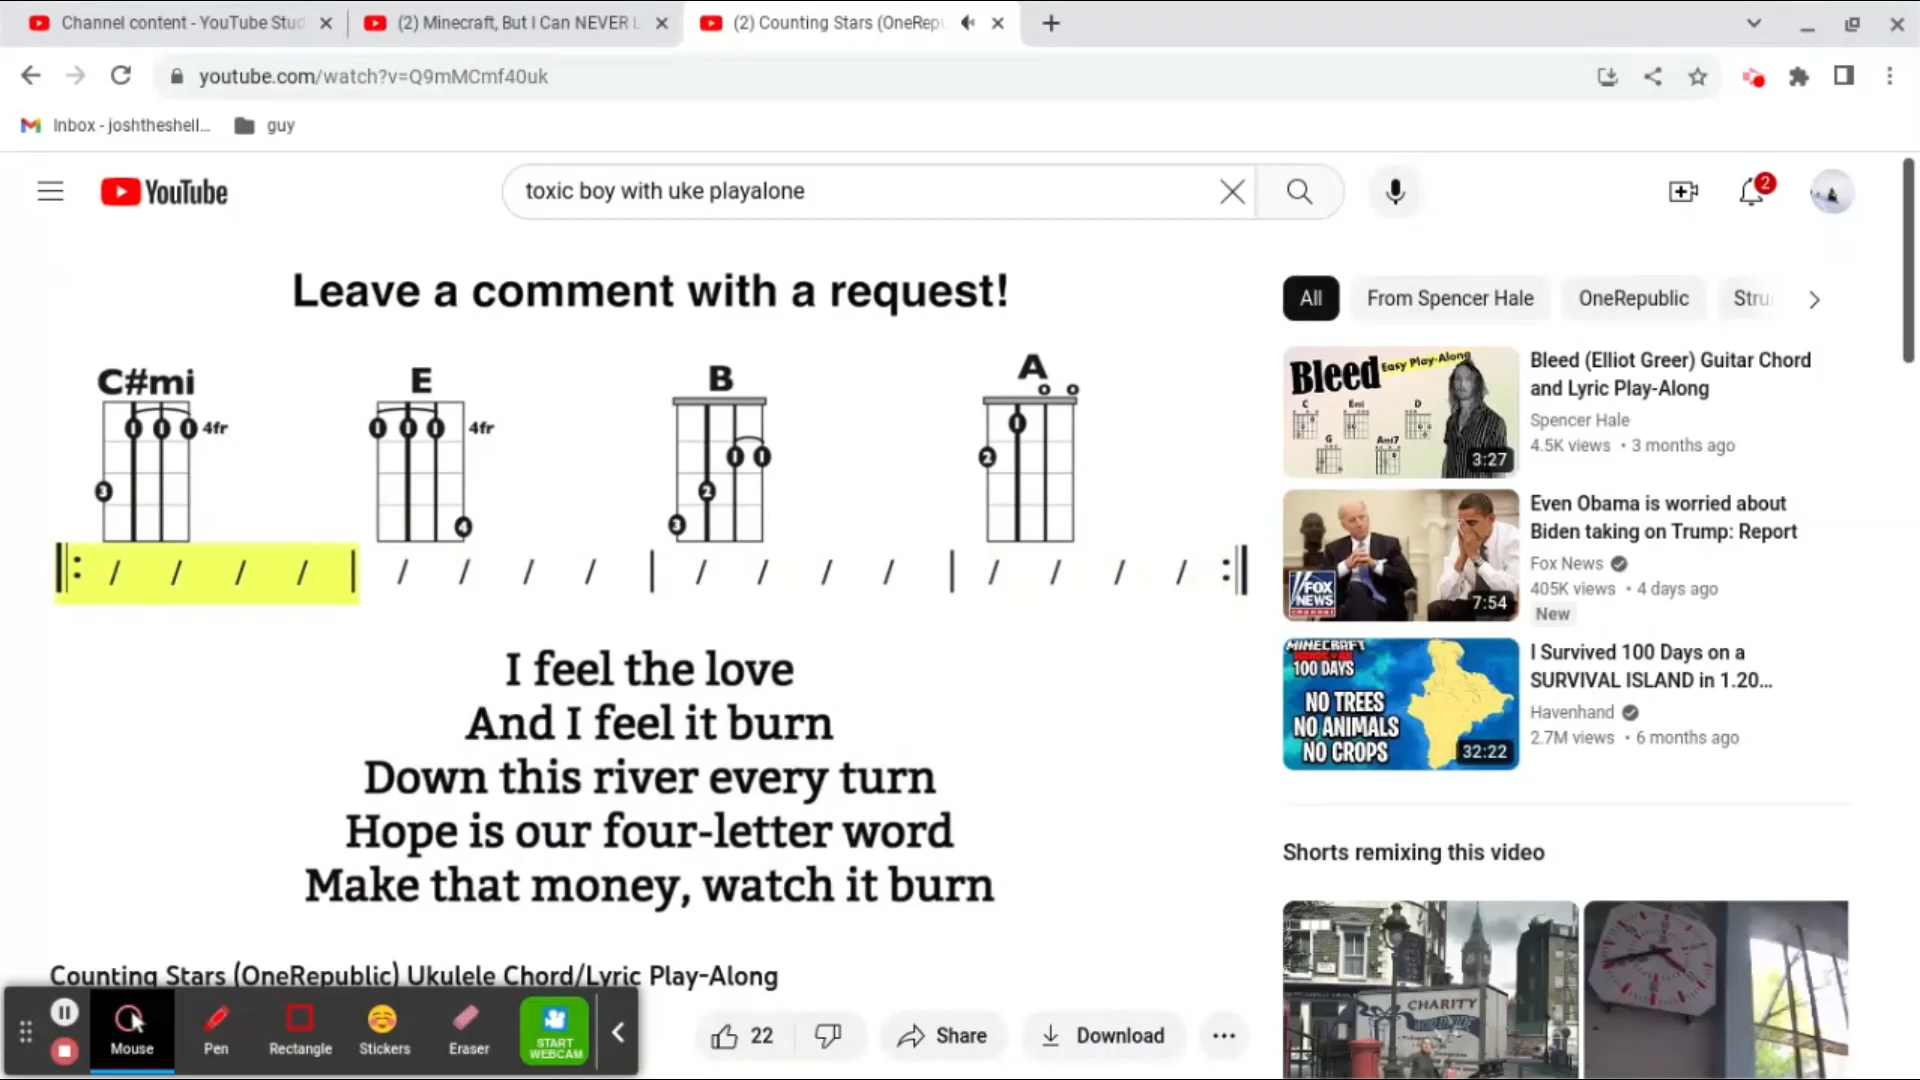 Channel content - YouTube Stud
(2) Minecraft, But I Can NEVER L
(2) Counting Stars (OneRepu
youtube.com/watch?v=Q9mMCmf40uk
Inbox - joshtheshell...
guy
YouTube
toxic boy with uke playalone
2
Leave a comment with a request!
C#mi
E
B
A
4fr
4fr
I feel the love
And I feel it burn
Down this river every turn
Hope is our four-letter word
Make that money, watch it burn
Counting Stars (OneRepublic) Ukulele Chord/Lyric Play-Along
Mouse
Pen
Rectangle
Stickers
Eraser
START
WEBCAM
22
Share
Download
All
From Spencer Hale
OneRepublic
Stru
Bleed
Easy Play-Along
C
Emi
D
G
Ami7
3:27
Bleed (Elliot Greer) Guitar Chord
and Lyric Play-Along
Spencer Hale
4.5K views • 3 months ago
FOX
NEWS
7:54
Even Obama is worried about
Biden taking on Trump: Report
Fox News
405K views • 4 days ago
New
MINECRAFT
100 DAYS
NO TREES
NO ANIMALS
NO CROPS
32:22
I Survived 100 Days on a
SURVIVAL ISLAND in 1.20...
Havenhand
2.7M views • 6 months ago
Shorts remixing this video
CHARITY